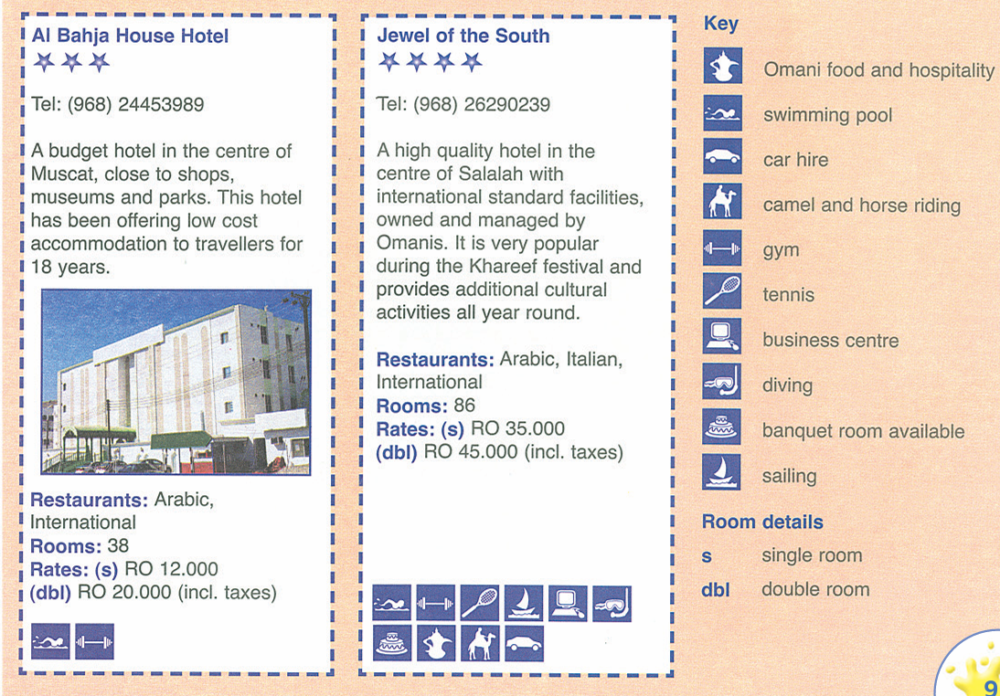 Al Bahja House Hotel
Tel: (968) 24453989
A budget hotel in the centre of
Muscat, close to shops,
museums and parks. This hotel
has been offering low cost
accommodation to travellers for
18 years.
Restaurants: Arabic,
International
Rooms: 38
Rates: (s) RO 12.000
(dbl) RO 20.000 (incl. taxes)
Jewel of the South
Tel: (968) 26290239
A high quality hotel in the
centre of Salalah with
international standard facilities,
owned and managed by
Omanis. It is very popular
during the Khareef festival and
provides additional cultural
activities all year round.
Restaurants: Arabic, Italian,
International
Rooms: 86
Rates: (s) RO 35.000
(dbl) RO 45.000 (incl. taxes)
Key
Omani food and hospitality
swimming pool
car hire
camel and horse riding
gym
tennis
business centre
diving
banquet room available
sailing
Room details
s single room
dbl double room
9